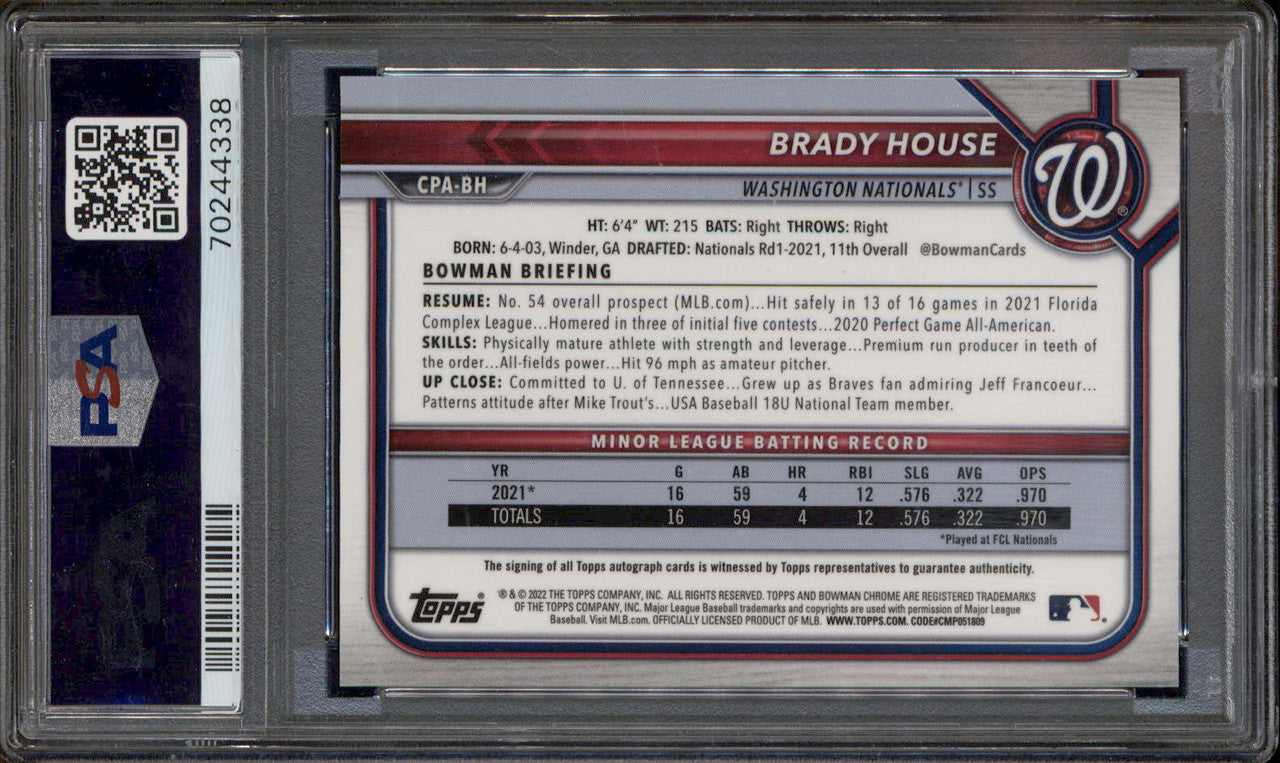 70244338
PSA
BRADY HOUSE
CPA-BH
WASHINGTON NATIONALS® | SS
W®
HT: 6'4" WT: 215 BATS: Right THROWS: Right
BORN: 6-4-03, Winder, GA DRAFTED: Nationals Rd1-2021, 11th Overall @BowmanCards
BOWMAN BRIEFING
RESUME: No. 54 overall prospect (MLB.com)...Hit safely in 13 of 16 games in 2021 Florida
Complex League...Homered in three of initial five contests...2020 Perfect Game All-American.
SKILLS: Physically mature athlete with strength and leverage...Premium run producer in teeth of
the order...All-fields power...Hit 96 mph as amateur pitcher.
UP CLOSE: Committed to U. of Tennessee...Grew up as Braves fan admiring Jeff Francoeur...
Patterns attitude after Mike Trout's...USA Baseball 18U National Team member.
MINOR LEAGUE BATTING RECORD
YR G AB HR RBI SLG AVG OPS
2021* 16 59 4 12 .576 .322 .970
TOTALS 16 59 4 12 .576 .322 .970
*Played at FCL Nationals
The signing of all Topps autograph cards is witnessed by Topps representatives to guarantee authenticity.
TOPPS®
® & © 2022 THE TOPPS COMPANY, INC. ALL RIGHTS RESERVED. TOPPS AND BOWMAN CHROME ARE REGISTERED TRADEMARKS
OF THE TOPPS COMPANY, INC. Major League Baseball trademarks and copyrights are used with permission of Major League
Baseball. Visit MLB.com. OFFICIALLY LICENSED PRODUCT OF MLB. WWW.TOPPS.COM. CODE#CMP051809